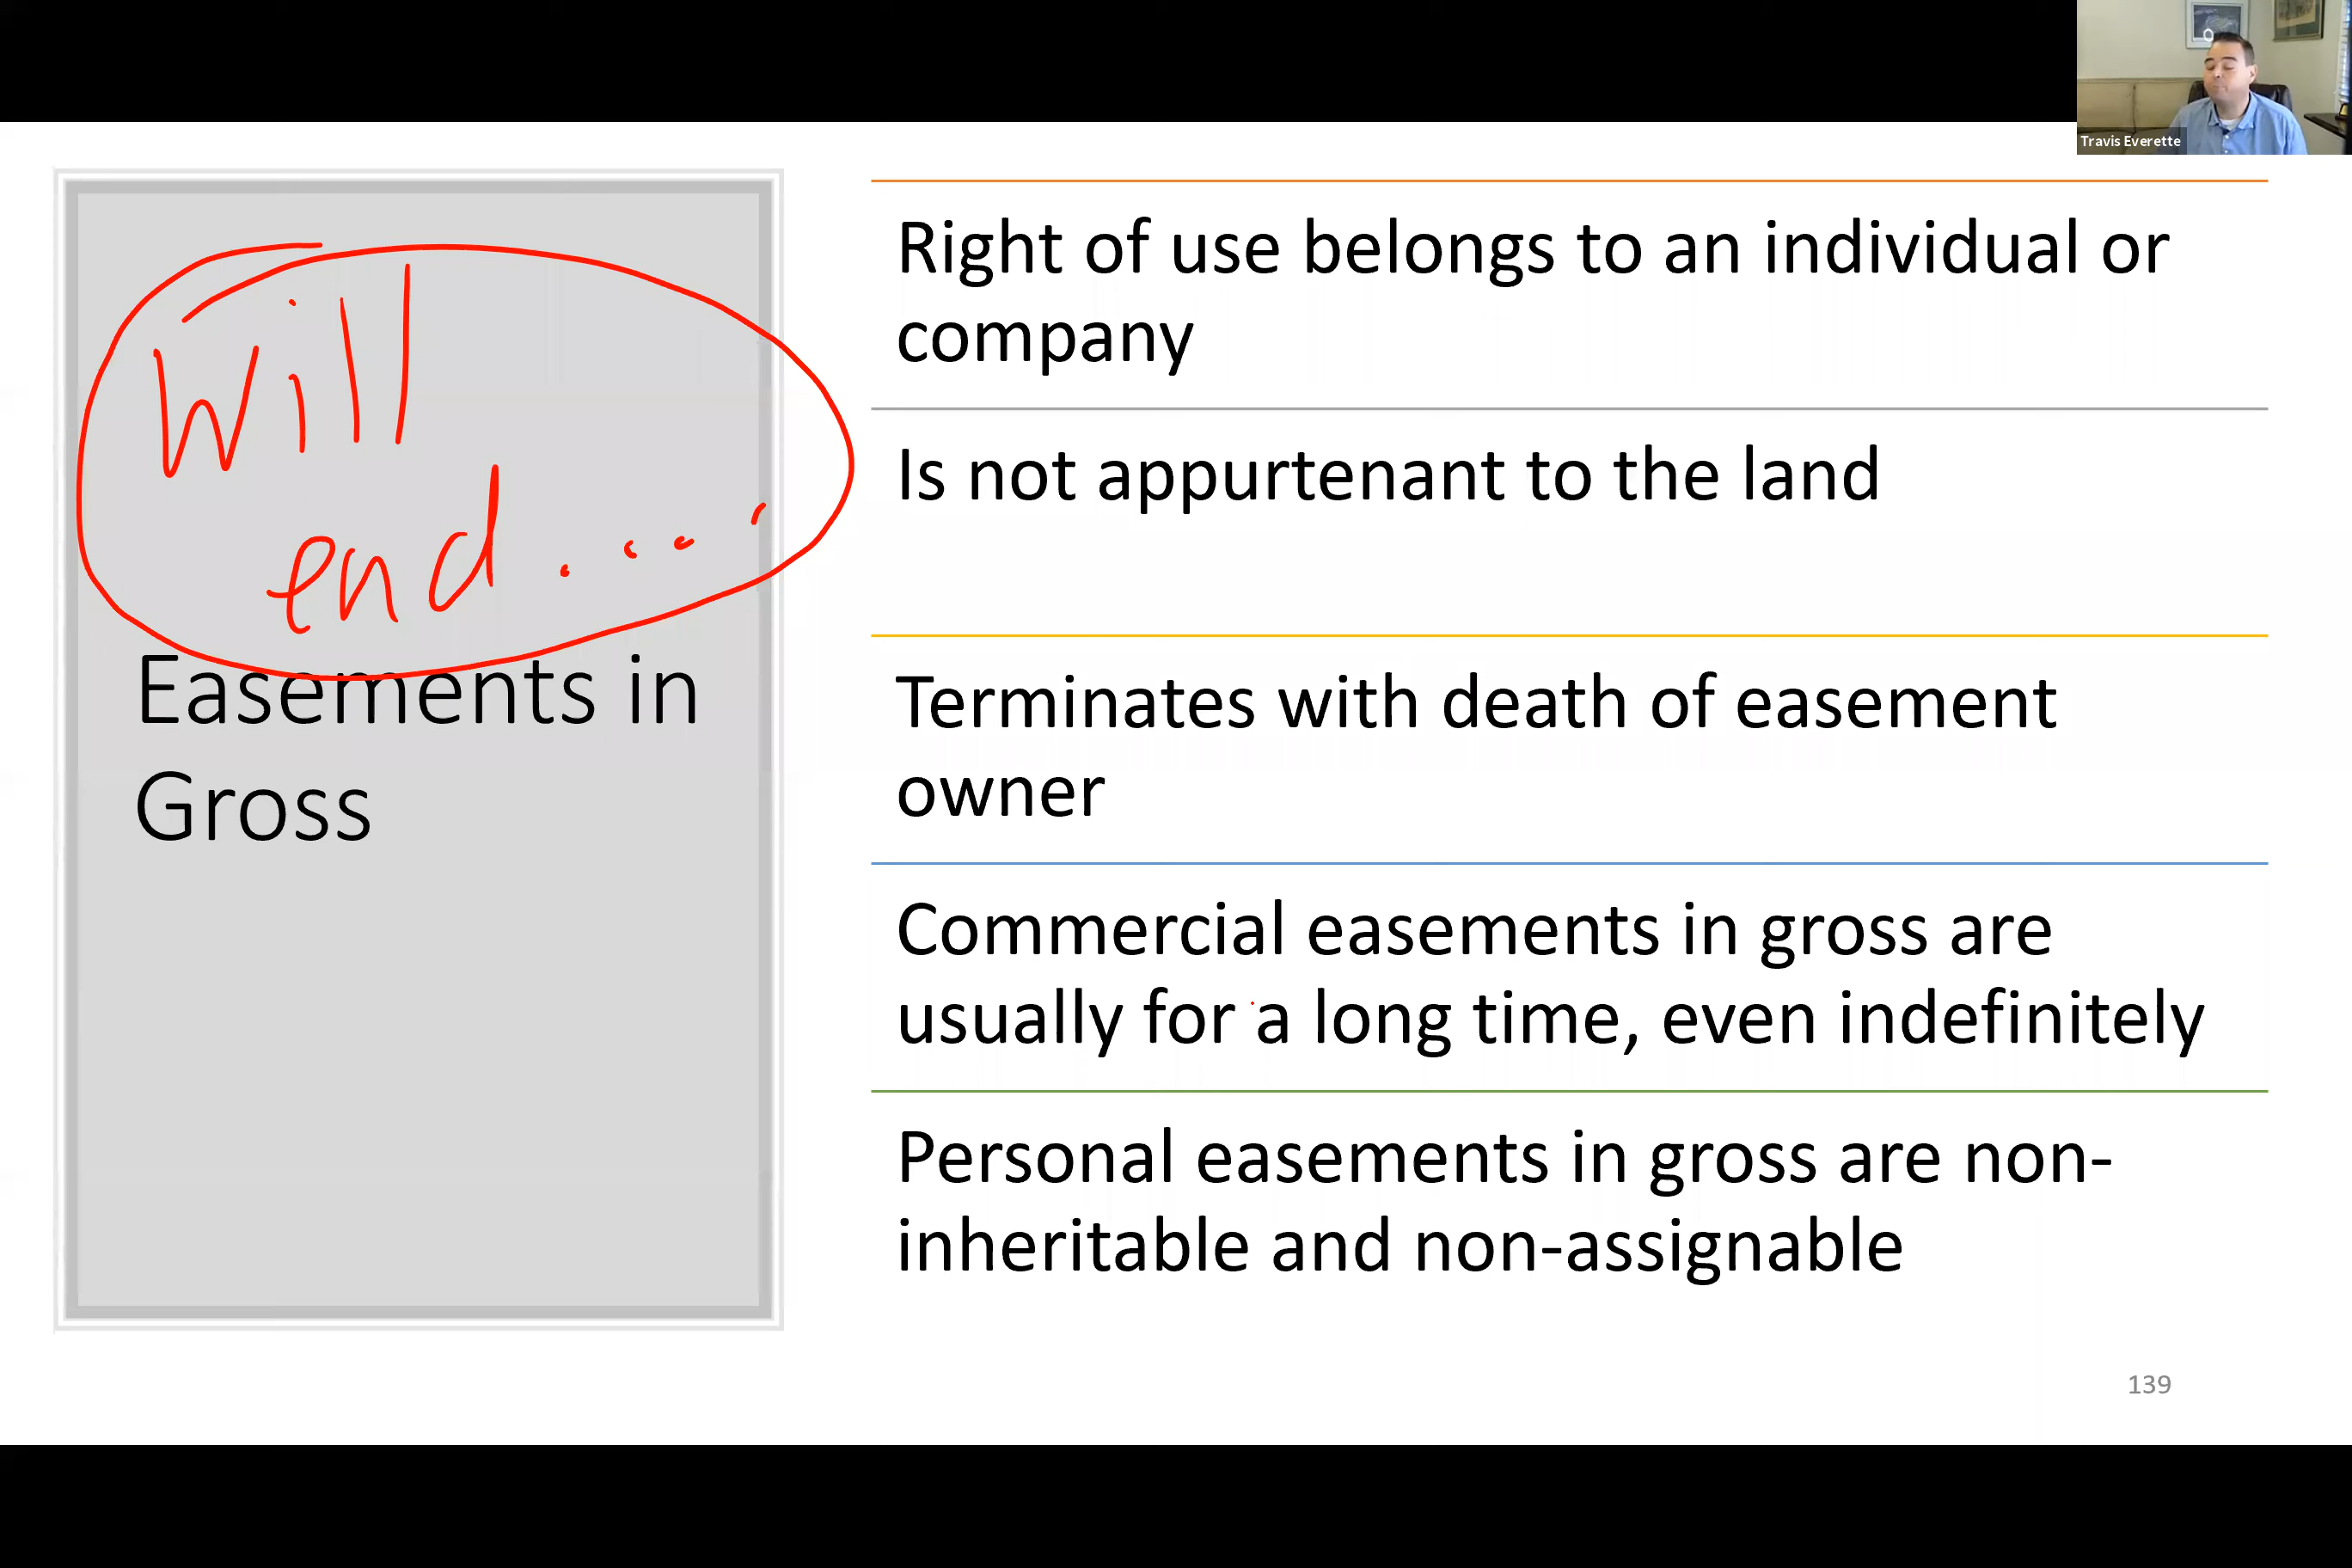 Travis Everette
Will
end....
Easements in
Gross
Right of use belongs to an individual or
company
Is not appurtenant to the land
Terminates with death of easement
owner
Commercial easements in gross are
usually for a long time, even indefinitely
Personal easements in gross are non-
inheritable and non-assignable
139